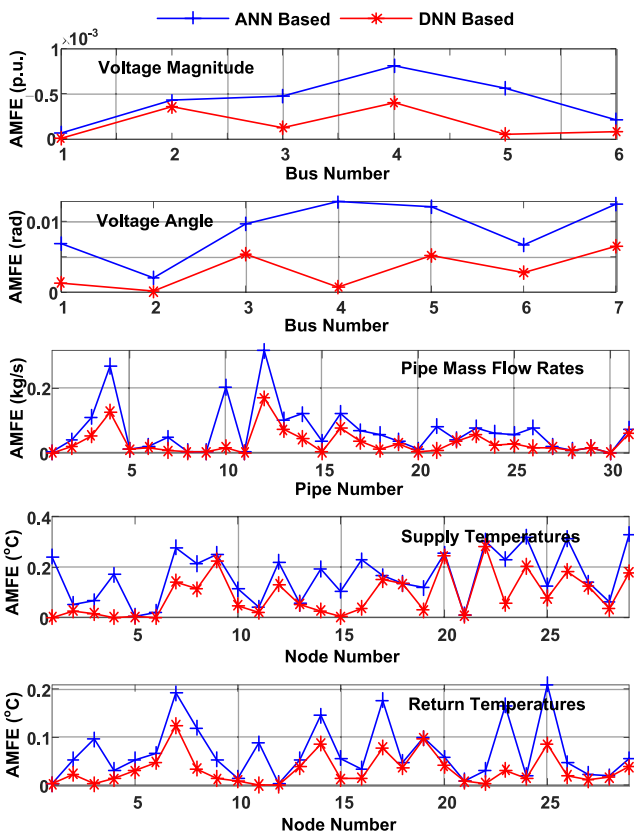 ANN Based DNN Based
×10⁻³
1
0.5
0
AMFE (p.u.)
Voltage Magnitude
1 2 3 4 5 6
Bus Number
0.01
0
AMFE (rad)
Voltage Angle
1 2 3 4 5 6 7
Bus Number
0.2
0
AMFE (kg/s)
Pipe Mass Flow Rates
5 10 15 20 25 30
Pipe Number
0.4
0.2
0
AMFE (°C)
Supply Temperatures
5 10 15 20 25
Node Number
0.2
0.1
0
AMFE (°C)
Return Temperatures
5 10 15 20 25
Node Number